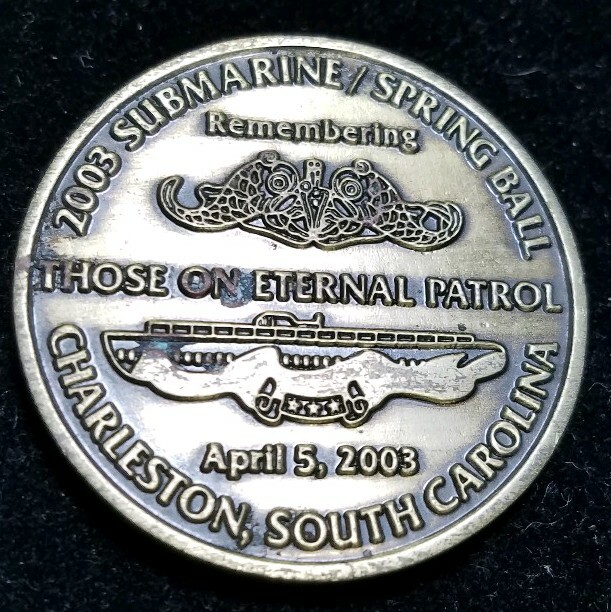 2003 SUBMARINE / SPRING BALL
Remembering
THOSE ON ETERNAL PATROL
April 5, 2003
CHARLESTON, SOUTH CAROLINA